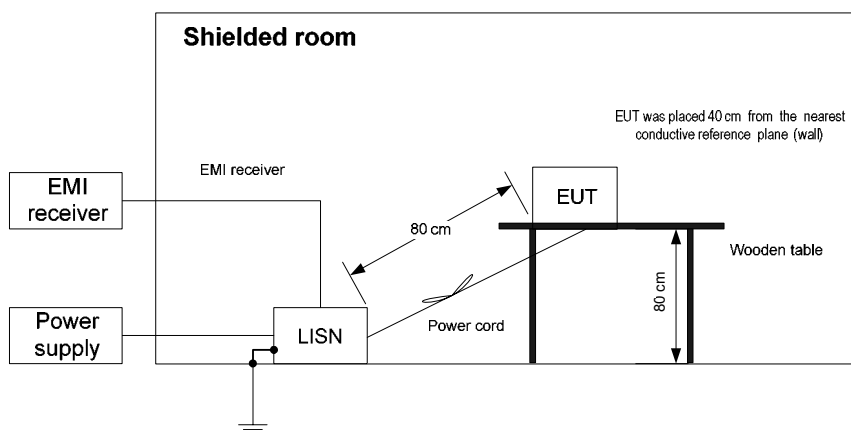 Shielded room
EUT was placed 40 cm from the nearest
conductive reference plane (wall)
EMI receiver
EMI
receiver
EUT
80 cm
Wooden table
80 cm
Power
supply
LISN
Power cord